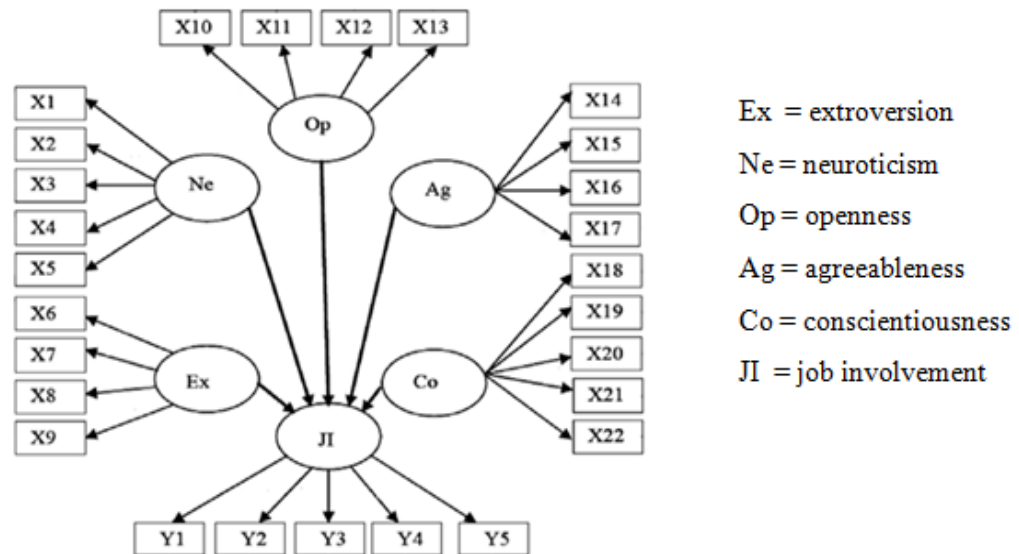 X10 X11 X12 X13
X1
X2
X3
X4
X5
X6
X7
X8
X9
Op
Ne
Ag
Ex
Co
JI
X14
X15
X16
X17
X18
X19
X20
X21
X22
Y1 Y2 Y3 Y4 Y5
Ex = extroversion
Ne = neuroticism
Op = openness
Ag = agreeableness
Co = conscientiousness
JI = job involvement